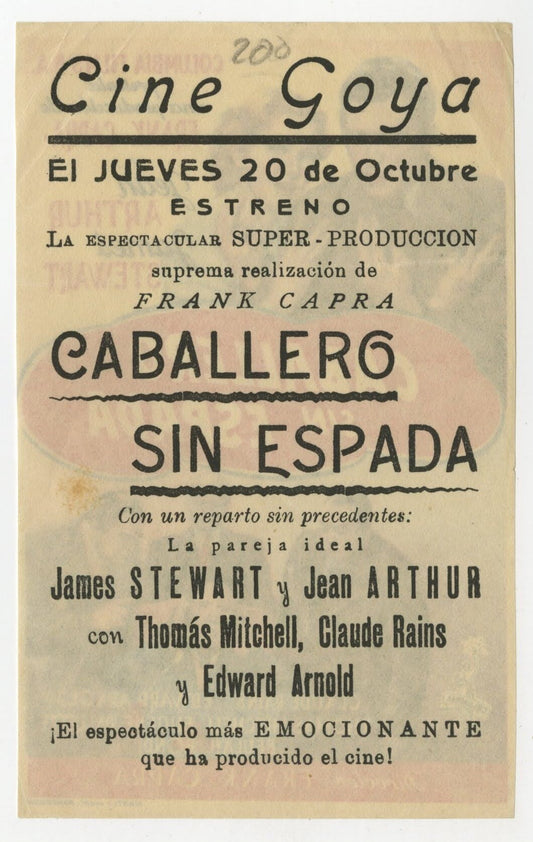 200
Cine Goya
El JUEVES 20 de Octubre
ESTRENO
LA ESPECTACULAR SUPER-PRODUCCION
suprema realización de
FRANK CAPRA
CABALLERO
SIN ESPADA
Con un reparto sin precedentes:
La pareja ideal
James STEWART y Jean ARTHUR
con Thomás Mitchell, Claude Rains
y Edward Arnold
¡El espectáculo más EMOCIONANTE
que ha producido el cine!